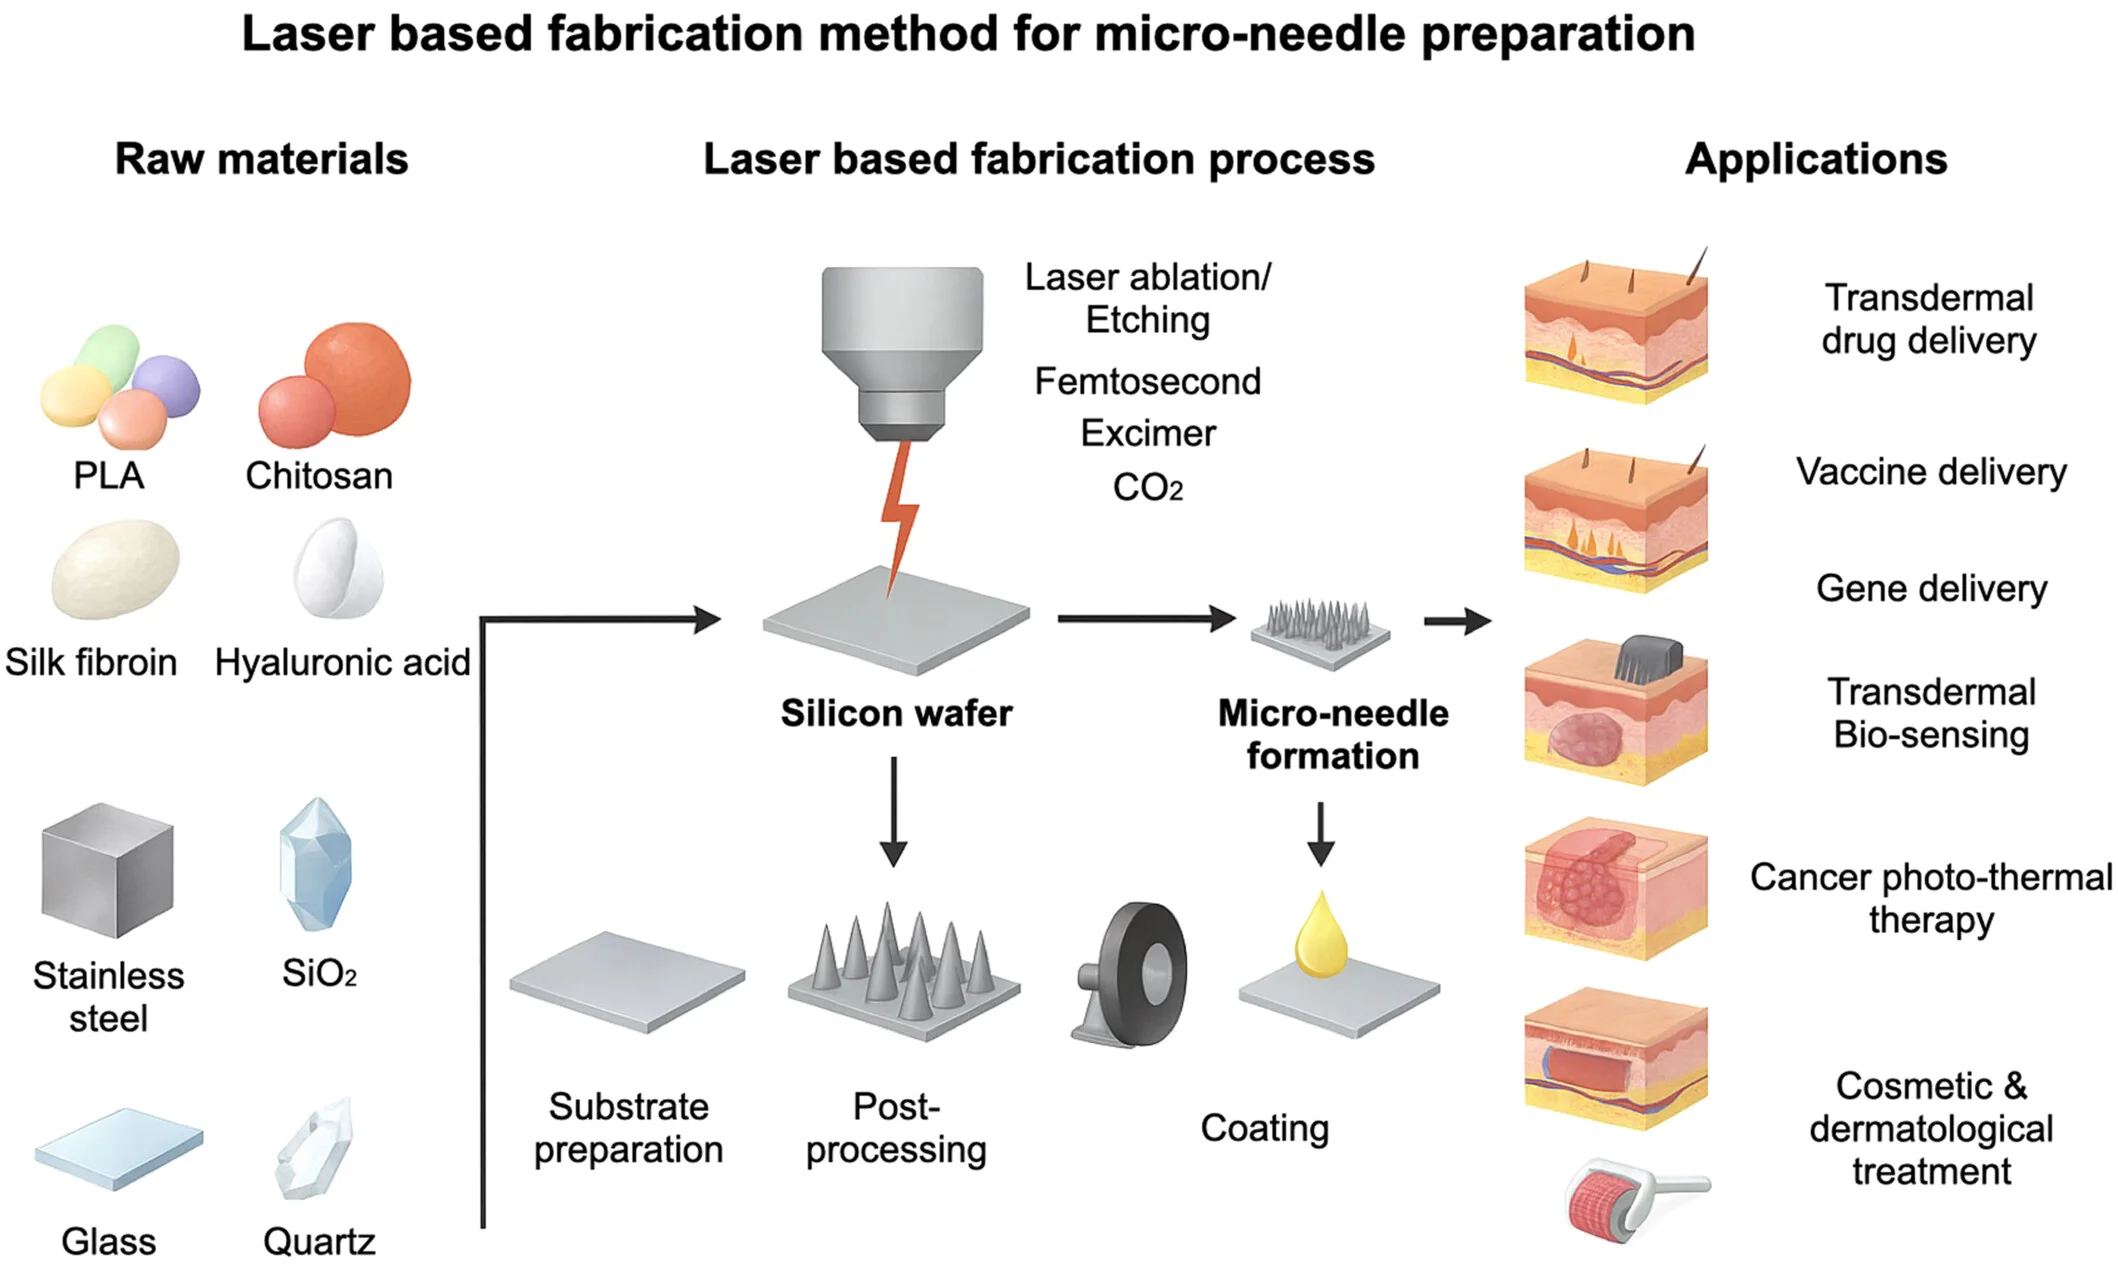 Laser based fabrication method for micro-needle preparation
Raw materials
PLA
Chitosan
Silk fibroin
Hyaluronic acid
Stainless
steel
SiO₂
Glass
Quartz
Laser based fabrication process
Laser ablation/
Etching
Femtosecond
Excimer
CO₂
Silicon wafer
Micro-needle
formation
Substrate
preparation
Post-
processing
Coating
Applications
Transdermal
drug delivery
Vaccine delivery
Gene delivery
Transdermal
Bio-sensing
Cancer photo-thermal
therapy
Cosmetic &
dermatological
treatment